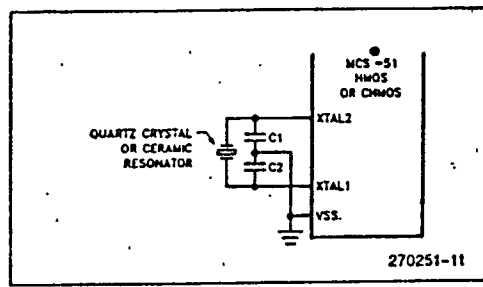 MCS-51
HMOS
OR CHMOS
XTAL2
QUARTZ CRYSTAL
OR CERAMIC
RESONATOR
C1
C2
XTAL1
VSS.
270251-11